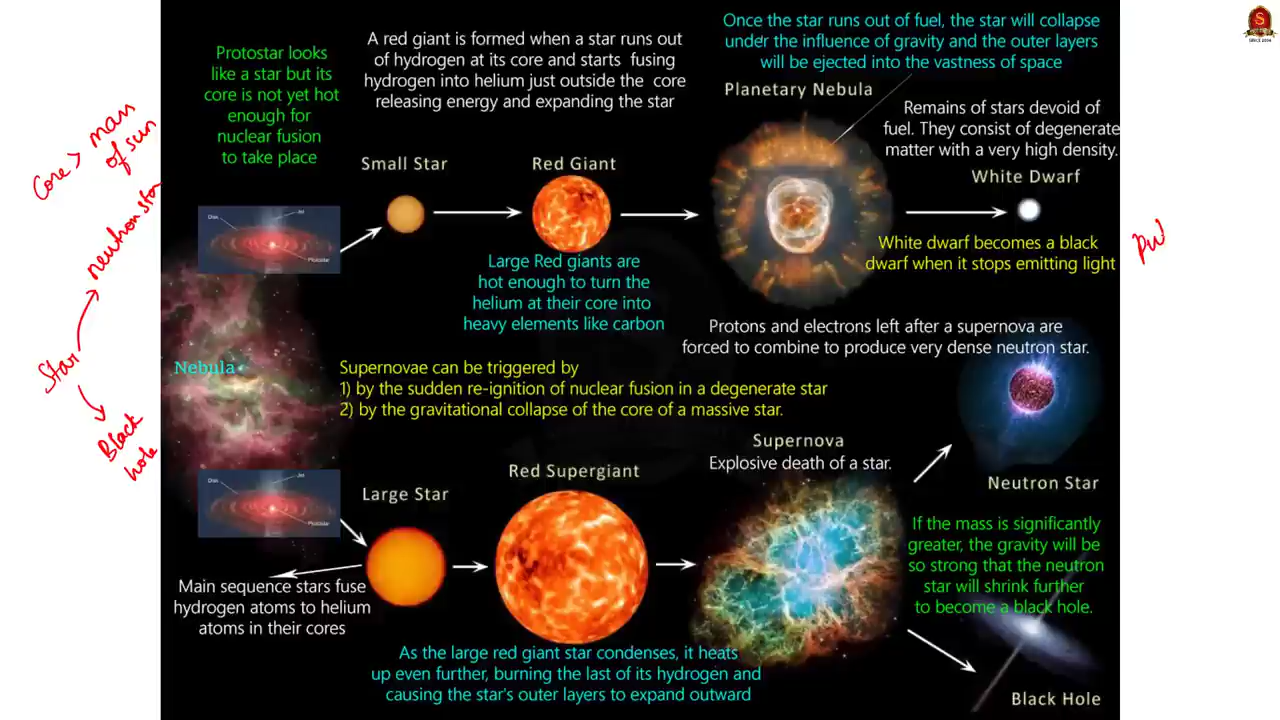 Protostar looks
like a star but its
core is not yet hot
enough for
nuclear fusion
to take place
A red giant is formed when a star runs out
of hydrogen at its core and starts fusing
hydrogen into helium just outside the core
releasing energy and expanding the star
Once the star runs out of fuel, the star will collapse
under the influence of gravity and the outer layers
will be ejected into the vastness of space
Planetary Nebula
Remains of stars devoid of
fuel. They consist of degenerate
matter with a very high density.
White Dwarf
Small Star
Red Giant
Disk
Jet
Protostar
Large Red giants are
hot enough to turn the
helium at their core into
heavy elements like carbon
White dwarf becomes a black
dwarf when it stops emitting light
Protons and electrons left after a supernova are
forced to combine to produce very dense neutron star.
Nebula
Supernovae can be triggered by
1) by the sudden re-ignition of nuclear fusion in a degenerate star
2) by the gravitational collapse of the core of a massive star.
Supernova
Explosive death of a star.
Red Supergiant
Large Star
Disk
Jet
Protostar
Neutron Star
If the mass is significantly
greater, the gravity will be
so strong that the neutron
star will shrink further
to become a black hole.
Main sequence stars fuse
hydrogen atoms to helium
atoms in their cores
As the large red giant star condenses, it heats
up even further, burning the last of its hydrogen and
causing the star's outer layers to expand outward
Black Hole
Core > mass
of sun
neutron star
Star
Black
hole
S
SINCE 2004